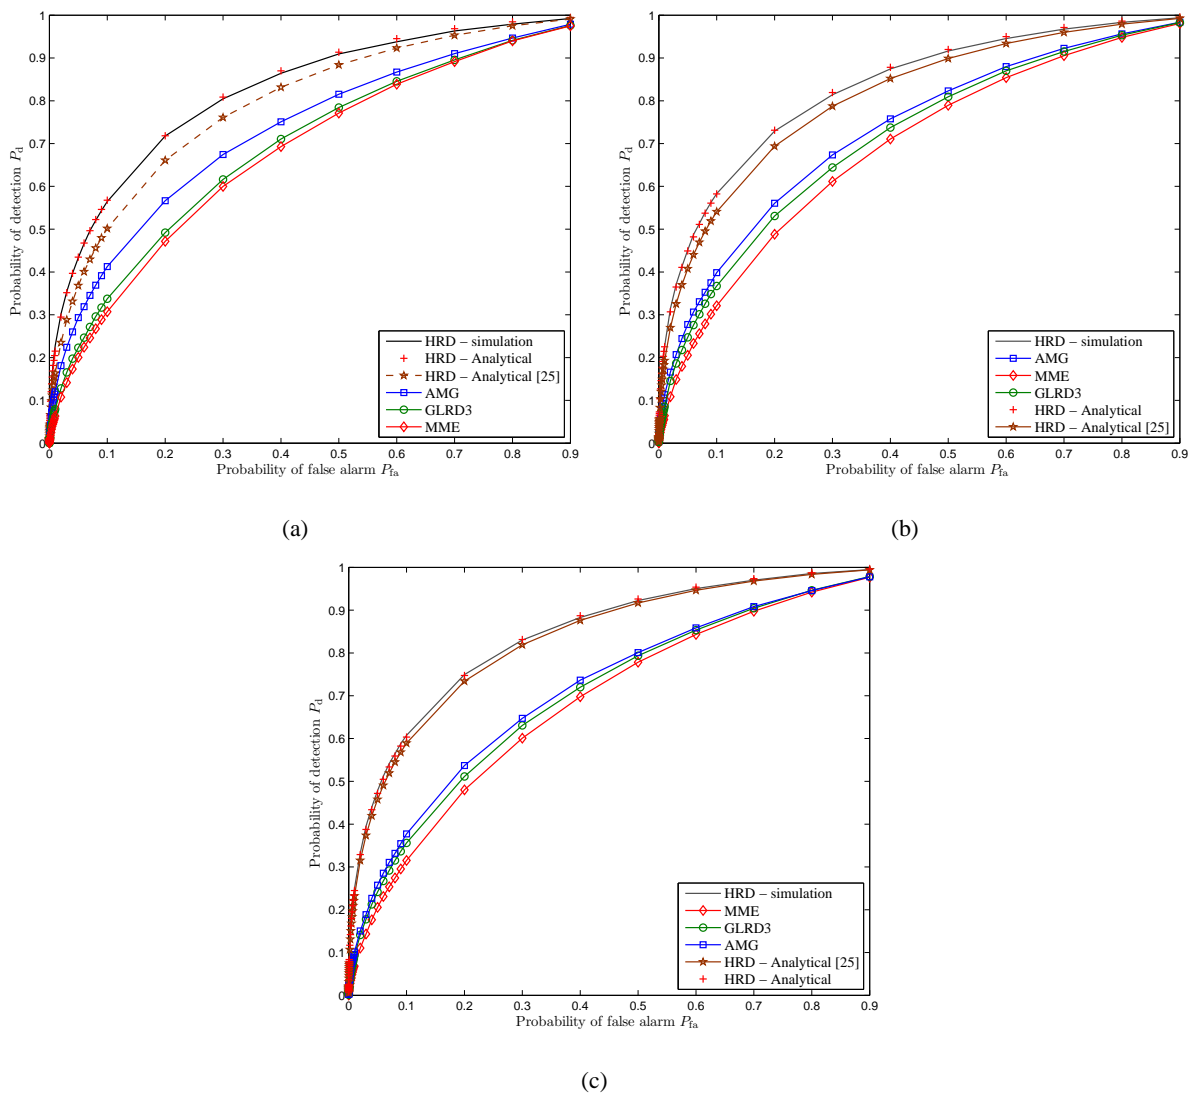 1
0.9
0.8
0.7
0.6
0.5
0.4
0.3
0.2
0.1
0
Probability of detection Pd
0 0.1 0.2 0.3 0.4 0.5 0.6 0.7 0.8 0.9
Probability of false alarm Pfa
HRD – simulation
HRD – Analytical
HRD – Analytical [25]
AMG
GLRD3
MME
(a)
1
0.9
0.8
0.7
0.6
0.5
0.4
0.3
0.2
0.1
0
Probability of detection Pd
0 0.1 0.2 0.3 0.4 0.5 0.6 0.7 0.8 0.9
Probability of false alarm Pfa
HRD – simulation
AMG
MME
GLRD3
HRD – Analytical
HRD – Analytical [25]
(b)
1
0.9
0.8
0.7
0.6
0.5
0.4
0.3
0.2
0.1
0
Probability of detection Pd
0 0.1 0.2 0.3 0.4 0.5 0.6 0.7 0.8 0.9
Probability of false alarm Pfa
HRD – simulation
MME
GLRD3
AMG
HRD – Analytical [25]
HRD – Analytical
(c)